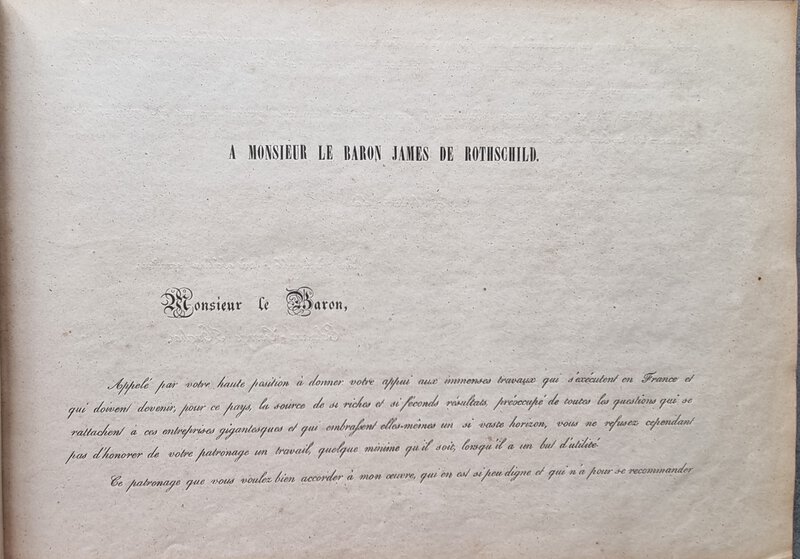 A MONSIEUR LE BARON JAMES DE ROTHSCHILD.
Monsieur le Baron,
Appelé par votre haute position à donner votre appui aux immenses travaux qui s'exécutent en France et
qui doivent devenir, pour ce pays, la source de si riches et si féconds résultats, préoccupé de toutes les questions qui se
rattachent à ces entreprises gigantesques et qui embraſsent elles-mêmes un si vaste horizon, vous ne refusez cependant
pas d'honorer de votre patronage un travail, quelque minime qu'il soit, lorsqu'il a un but d'utilité
Ce patronage que vous voulez bien accorder à mon œuvre, qui en est si peu digne et qui n'a pour se recommander